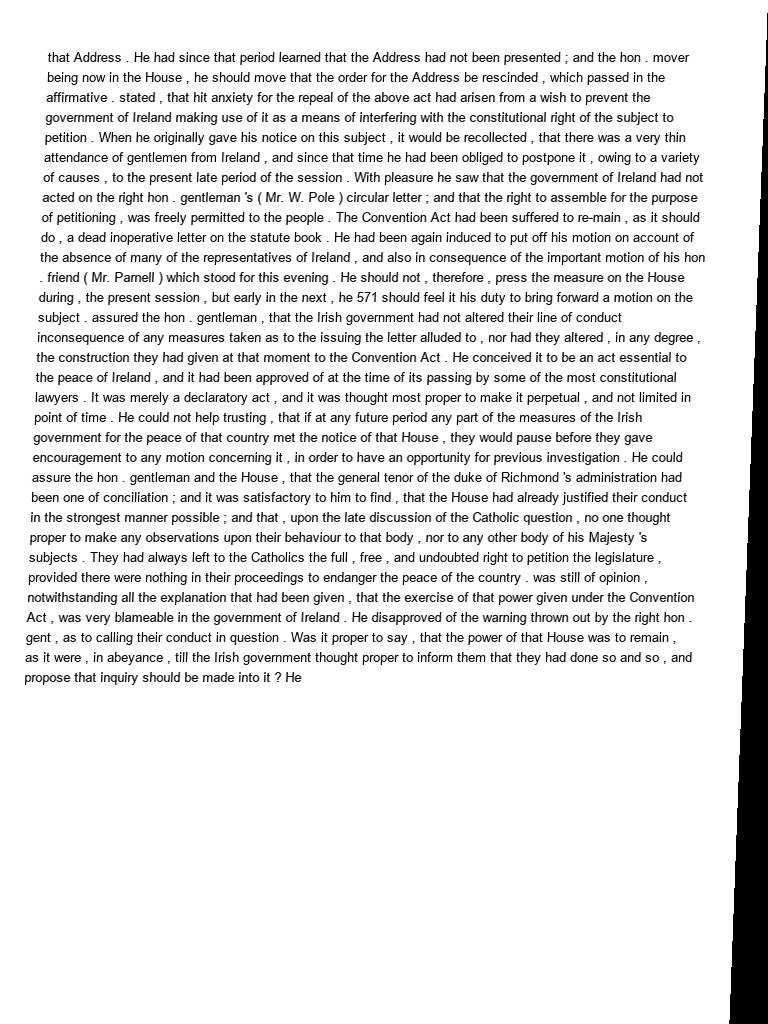 that Address . He had since that period learned that the Address had not been presented ; and the hon . mover
being now in the House , he should move that the order for the Address be rescinded , which passed in the
affirmative . stated , that hit anxiety for the repeal of the above act had arisen from a wish to prevent the
government of Ireland making use of it as a means of interfering with the constitutional right of the subject to
petition . When he originally gave his notice on this subject , it would be recollected , that there was a very thin
attendance of gentlemen from Ireland , and since that time he had been obliged to postpone it , owing to a variety
of causes , to the present late period of the session . With pleasure he saw that the government of Ireland had not
acted on the right hon . gentleman 's ( Mr. W. Pole ) circular letter ; and that the right to assemble for the purpose
of petitioning , was freely permitted to the people . The Convention Act had been suffered to re-main , as it should
do , a dead inoperative letter on the statute book . He had been again induced to put off his motion on account of
the absence of many of the representatives of Ireland , and also in consequence of the important motion of his hon
. friend ( Mr. Parnell ) which stood for this evening . He should not , therefore , press the measure on the House
during , the present session , but early in the next , he 571 should feel it his duty to bring forward a motion on the
subject . assured the hon . gentleman , that the Irish government had not altered their line of conduct
inconsequence of any measures taken as to the issuing the letter alluded to , nor had they altered , in any degree ,
the construction they had given at that moment to the Convention Act . He conceived it to be an act essential to
the peace of Ireland , and it had been approved of at the time of its passing by some of the most constitutional
lawyers . It was merely a declaratory act , and it was thought most proper to make it perpetual , and not limited in
point of time . He could not help trusting , that if at any future period any part of the measures of the Irish
government for the peace of that country met the notice of that House , they would pause before they gave
encouragement to any motion concerning it , in order to have an opportunity for previous investigation . He could
assure the hon . gentleman and the House , that the general tenor of the duke of Richmond 's administration had
been one of conciliation ; and it was satisfactory to him to find , that the House had already justified their conduct
in the strongest manner possible ; and that , upon the late discussion of the Catholic question , no one thought
proper to make any observations upon their behaviour to that body , nor to any other body of his Majesty 's
subjects . They had always left to the Catholics the full , free , and undoubted right to petition the legislature ,
provided there were nothing in their proceedings to endanger the peace of the country . was still of opinion ,
notwithstanding all the explanation that had been given , that the exercise of that power given under the Convention
Act , was very blameable in the government of Ireland . He disapproved of the warning thrown out by the right hon .
gent , as to calling their conduct in question . Was it proper to say , that the power of that House was to remain ,
as it were , in abeyance , till the Irish government thought proper to inform them that they had done so and so , and
propose that inquiry should be made into it ? He